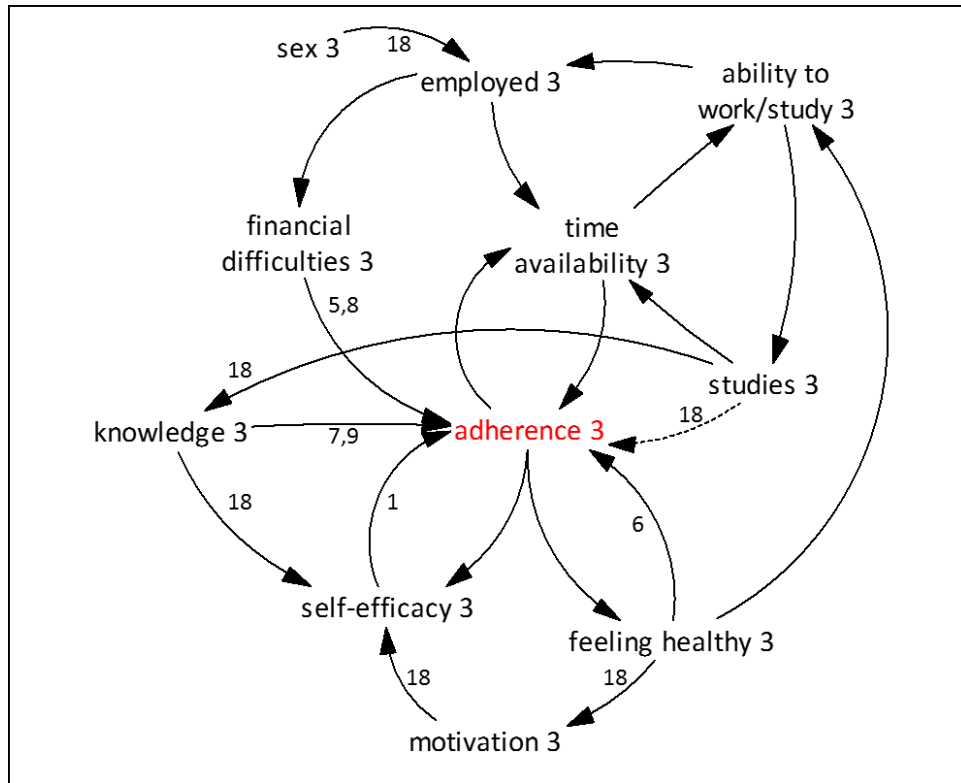 sex 3
18
employed 3
ability to
work/study 3
financial
difficulties 3
time
availability 3
5,8
18
studies 3
18
knowledge 3
7,9
adherence 3
18
1
6
self-efficacy 3
feeling healthy 3
18
18
motivation 3